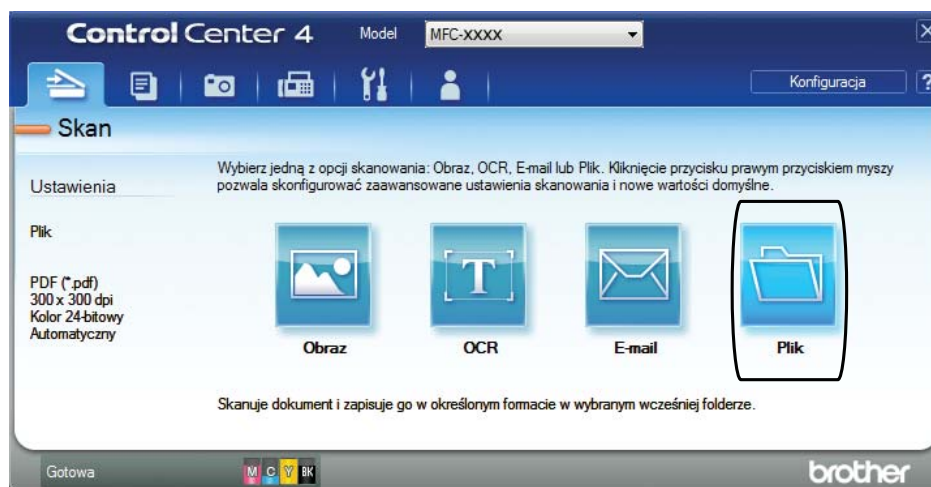 Control Center 4 Model MFC-XXXX
Konfiguracja ?
Skan
Wybierz jedną z opcji skanowania: Obraz, OCR, E-mail lub Plik. Kliknięcie przycisku prawym przyciskiem myszy
pozwala skonfigurować zaawansowane ustawienia skanowania i nowe wartości domyślne.
Ustawienia
Plik
PDF (*.pdf)
300 x 300 dpi
Kolor 24-bitowy
Automatyczny
T
Obraz OCR E-mail Plik
Skanuje dokument i zapisuje go w określonym formacie w wybranym wcześniej folderze.
Gotowa M C Y BK brother